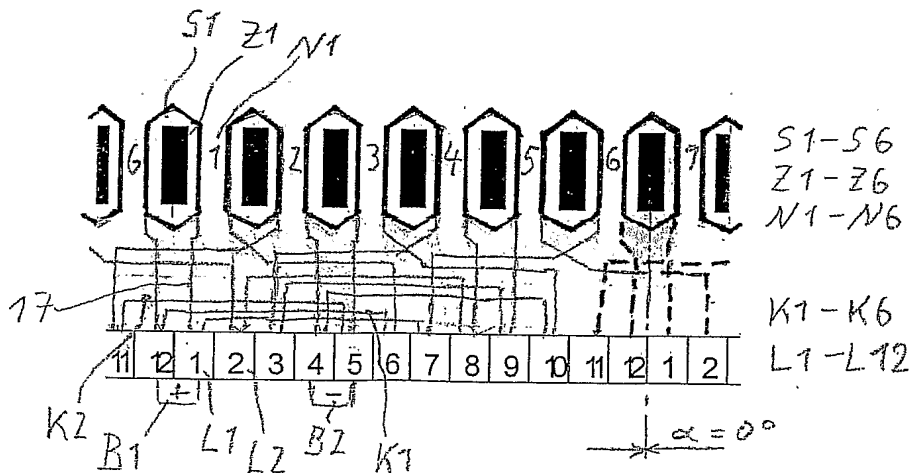 S1 Z1 N1
6 1 2 3 4 5 6 7
S1-S6
Z1-Z6
N1-N6
17
K1-K6
L1-L12
11 12 1 2 3 4 5 6 7 8 9 10 11 12 1 2
+ -
K2 B1 L1 L2 B2 K1
α=0°